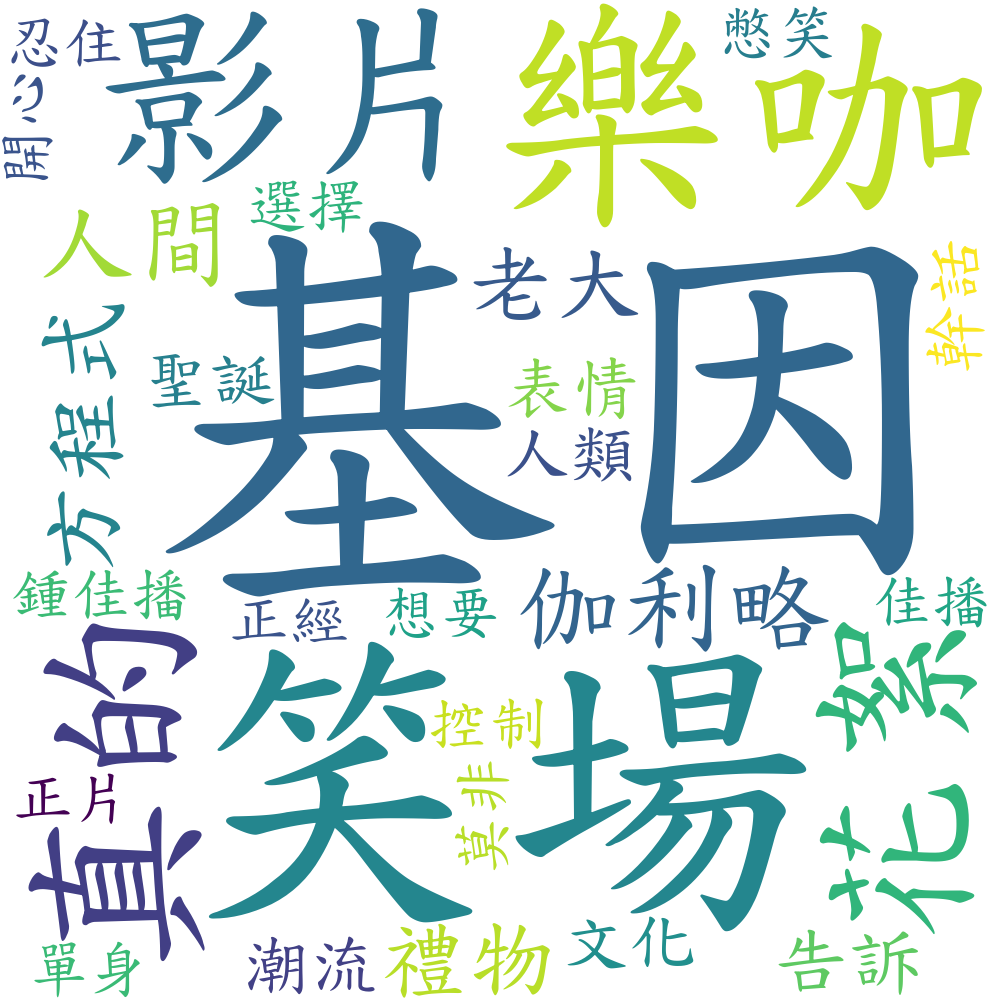 忍住
影片
樂咖
憋笑
開心
選擇
人間
基因
老大
幹話
方程式
聖誕
表情
人類
鍾佳播
正經
想要
伽利略
佳播
真的
笑場
花絮
控制
正片
莫非
單身
潮流
禮物
文化
告訴